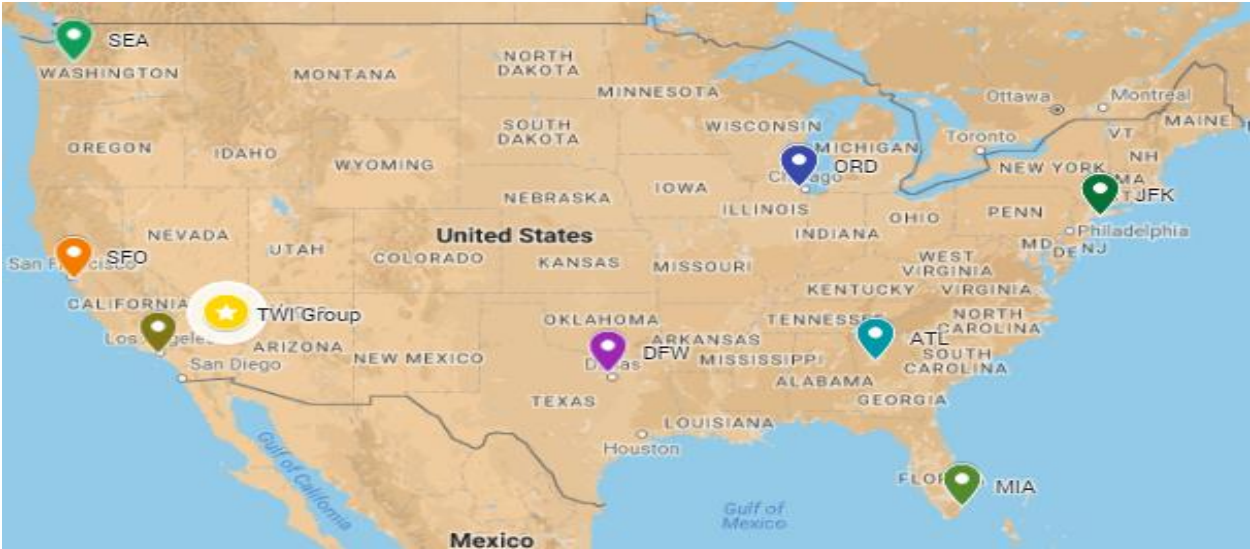 SEA
WASHINGTON
MONTANA
NORTH
DAKOTA
MINNESOTA
Ottawa
Montreal
MAINE
VT
OREGON
IDAHO
SOUTH
DAKOTA
WISCONSIN
MICHIGAN
Toronto
NH
WYOMING
ORD
NEW YORK
MA
JFK
NEBRASKA
IOWA
ILLINOIS
OHIO
PENN
Philadelphia
NEVADA
UTAH
United States
INDIANA
MD
DE
NJ
SFO
COLORADO
KANSAS
MISSOURI
WEST
VIRGINIA
KENTUCKY
VIRGINIA
CALIFORNIA
TWI Group
OKLAHOMA
TENNESSEE
NORTH
CAROLINA
ARIZONA
NEW MEXICO
DFW
ARKANSAS
MISSISSIPPI
ATL
SOUTH
CAROLINA
San Diego
ALABAMA
GEORGIA
TEXAS
LOUISIANA
Houston
Gulf of California
MIA
Gulf of
Mexico
Mexico